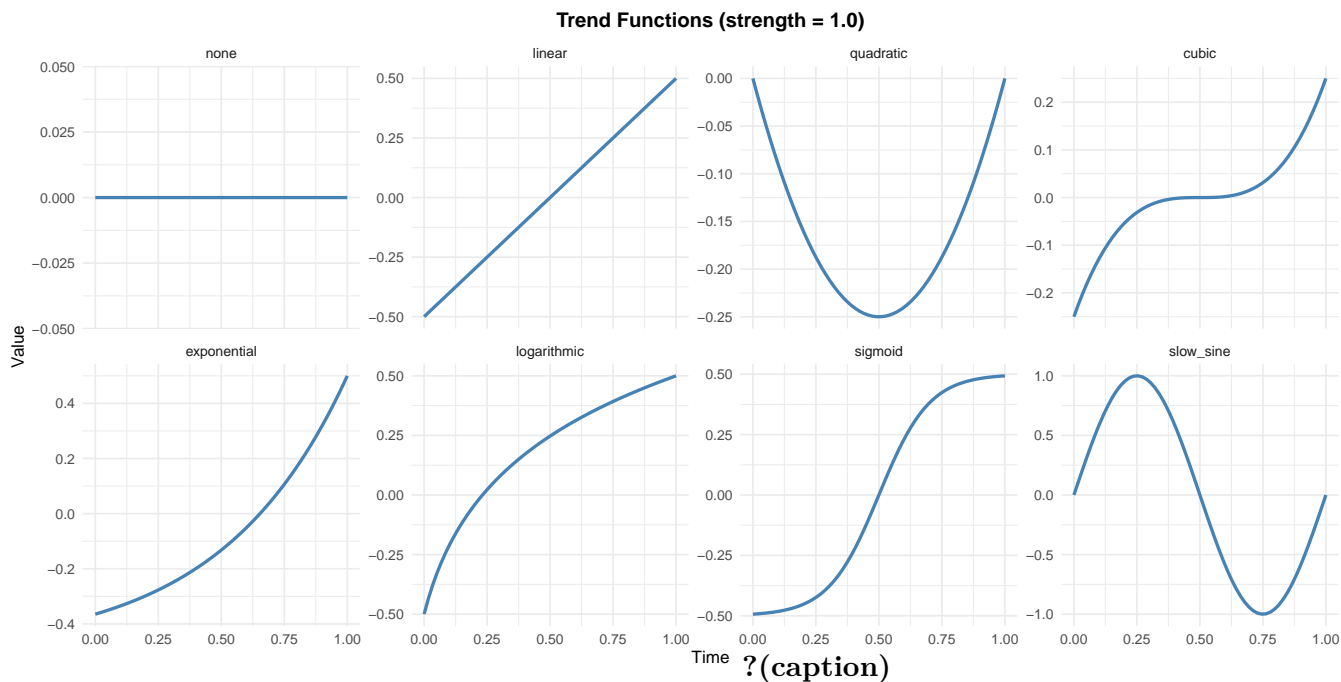 Trend Functions (strength = 1.0)
none
linear
quadratic
cubic
0.050
0.025
0.000
−0.025
−0.050
0.50
0.25
0.00
−0.25
−0.50
0.00
−0.05
−0.10
−0.15
−0.20
−0.25
0.2
0.1
0.0
−0.1
−0.2
Value
exponential
logarithmic
sigmoid
slow_sine
0.4
0.2
0.0
−0.2
−0.4
0.50
0.25
0.00
−0.25
−0.50
0.50
0.25
0.00
−0.25
−0.50
1.0
0.5
0.0
−0.5
−1.0
0.00 0.25 0.50 0.75 1.00
0.00 0.25 0.50 0.75 1.00
0.00 0.25 0.50 0.75 1.00
0.00 0.25 0.50 0.75 1.00
Time
?(caption)